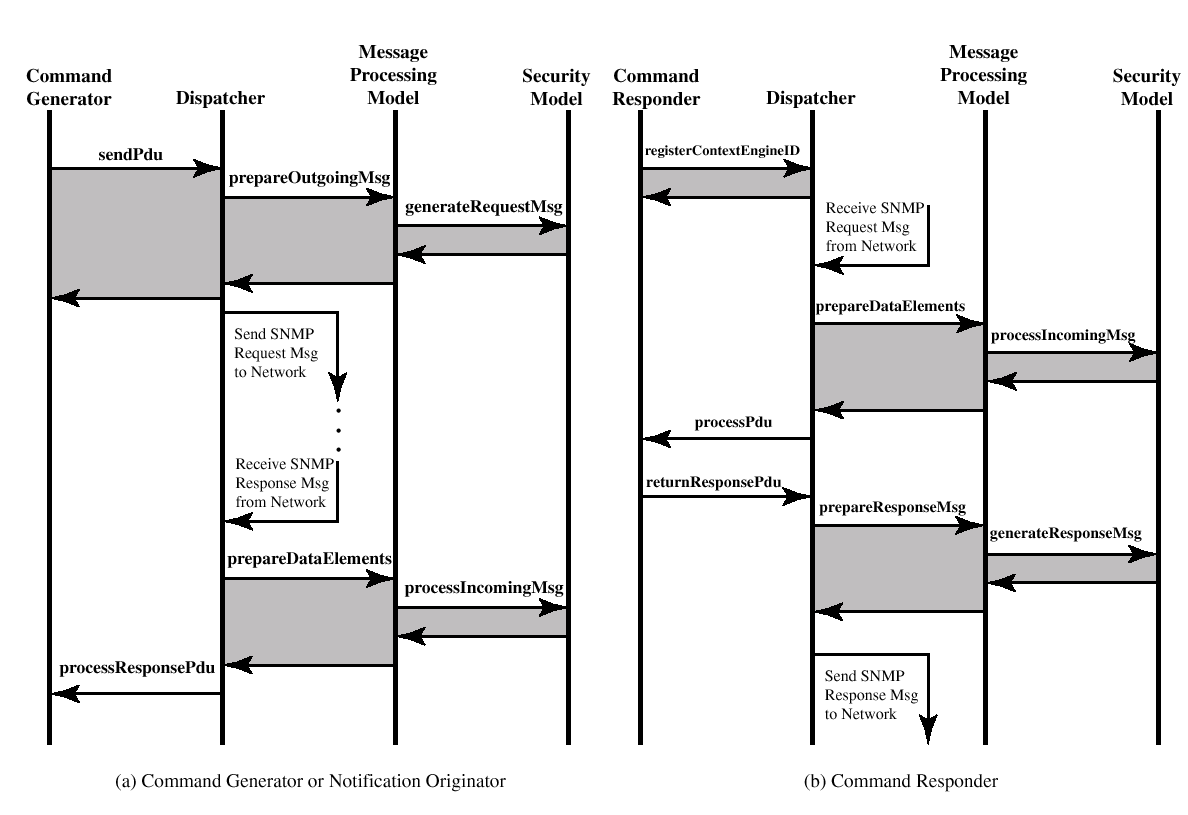 Command
Generator
Dispatcher
Message
Processing
Model
Security
Model
sendPdu
prepareOutgoingMsg
generateRequestMsg
Send SNMP
Request Msg
to Network
Receive SNMP
Response Msg
from Network
prepareDataElements
processIncomingMsg
processResponsePdu
(a) Command Generator or Notification Originator
Command
Responder
Dispatcher
Message
Processing
Model
Security
Model
registerContextEngineID
Receive SNMP
Request Msg
from Network
prepareDataElements
processIncomingMsg
processPdu
returnResponsePdu
prepareResponseMsg
generateResponseMsg
Send SNMP
Response Msg
to Network
(b) Command Responder